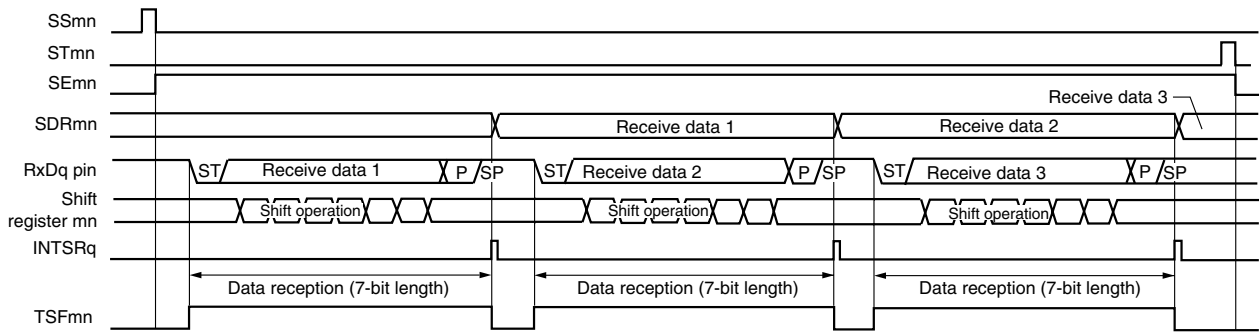 SSmn
STmn
SEmn
Receive data 3
SDRmn Receive data 1 Receive data 2
RxDq pin ST Receive data 1 P SP ST Receive data 2 P SP ST Receive data 3 P SP
Shift
register mn Shift operation Shift operation Shift operation
INTSRq
Data reception (7-bit length) Data reception (7-bit length) Data reception (7-bit length)
TSFmn